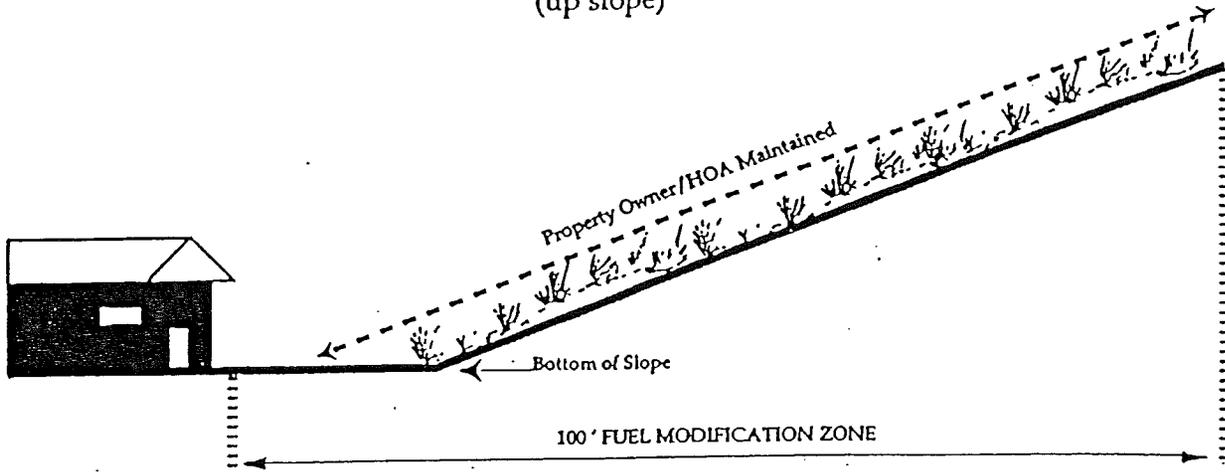 (up slope)
Property Owner/HOA Maintained
Bottom of Slope
100' FUEL MODIFICATION ZONE